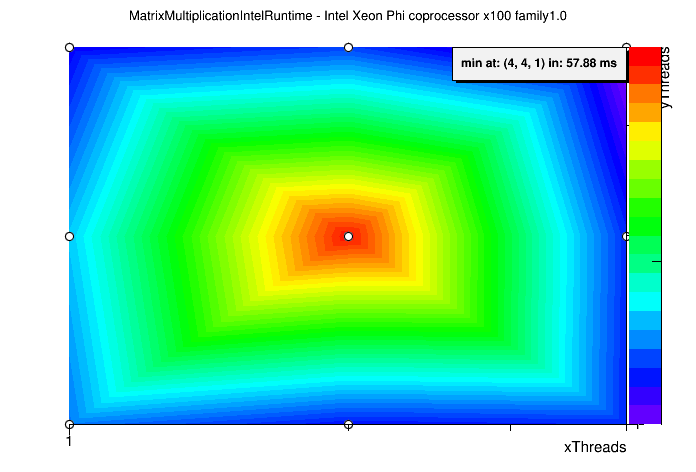 MatrixMultiplicationIntelRuntime - Intel Xeon Phi coprocessor x100 family1.0
min at: (4, 4, 1) in: 57.88 ms
yThreads
1
xThreads